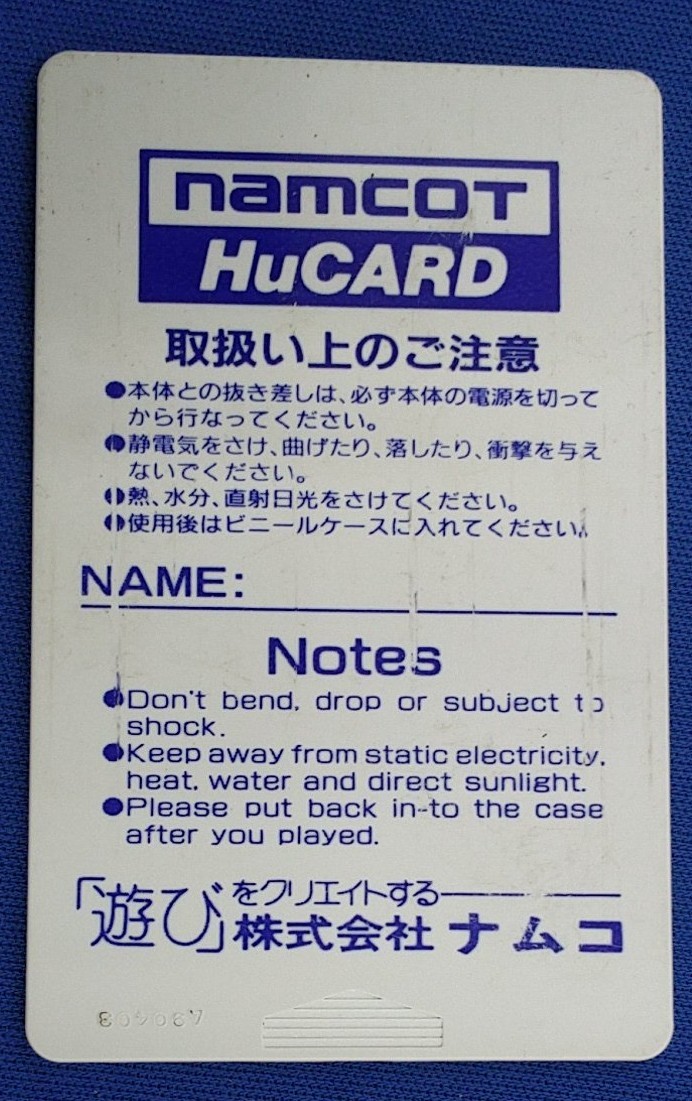 namcoT
HuCARD
取扱い上のご注意
●本体との抜き差しは、必ず本体の電源を切って
から行なってください。
●静電気をさけ、曲げたり、落したり、衝撃を与え
ないでください。
●熱、水分、直射日光をさけてください。
●使用後はビニールケースに入れてください。
NAME:
Notes
●Don't bend, drop or subject to
shock.
●Keep away from static electricity,
heat, water and direct sunlight.
●Please put back in-to the case
after you played.
「遊び」をクリエイトする
株式会社ナムコ